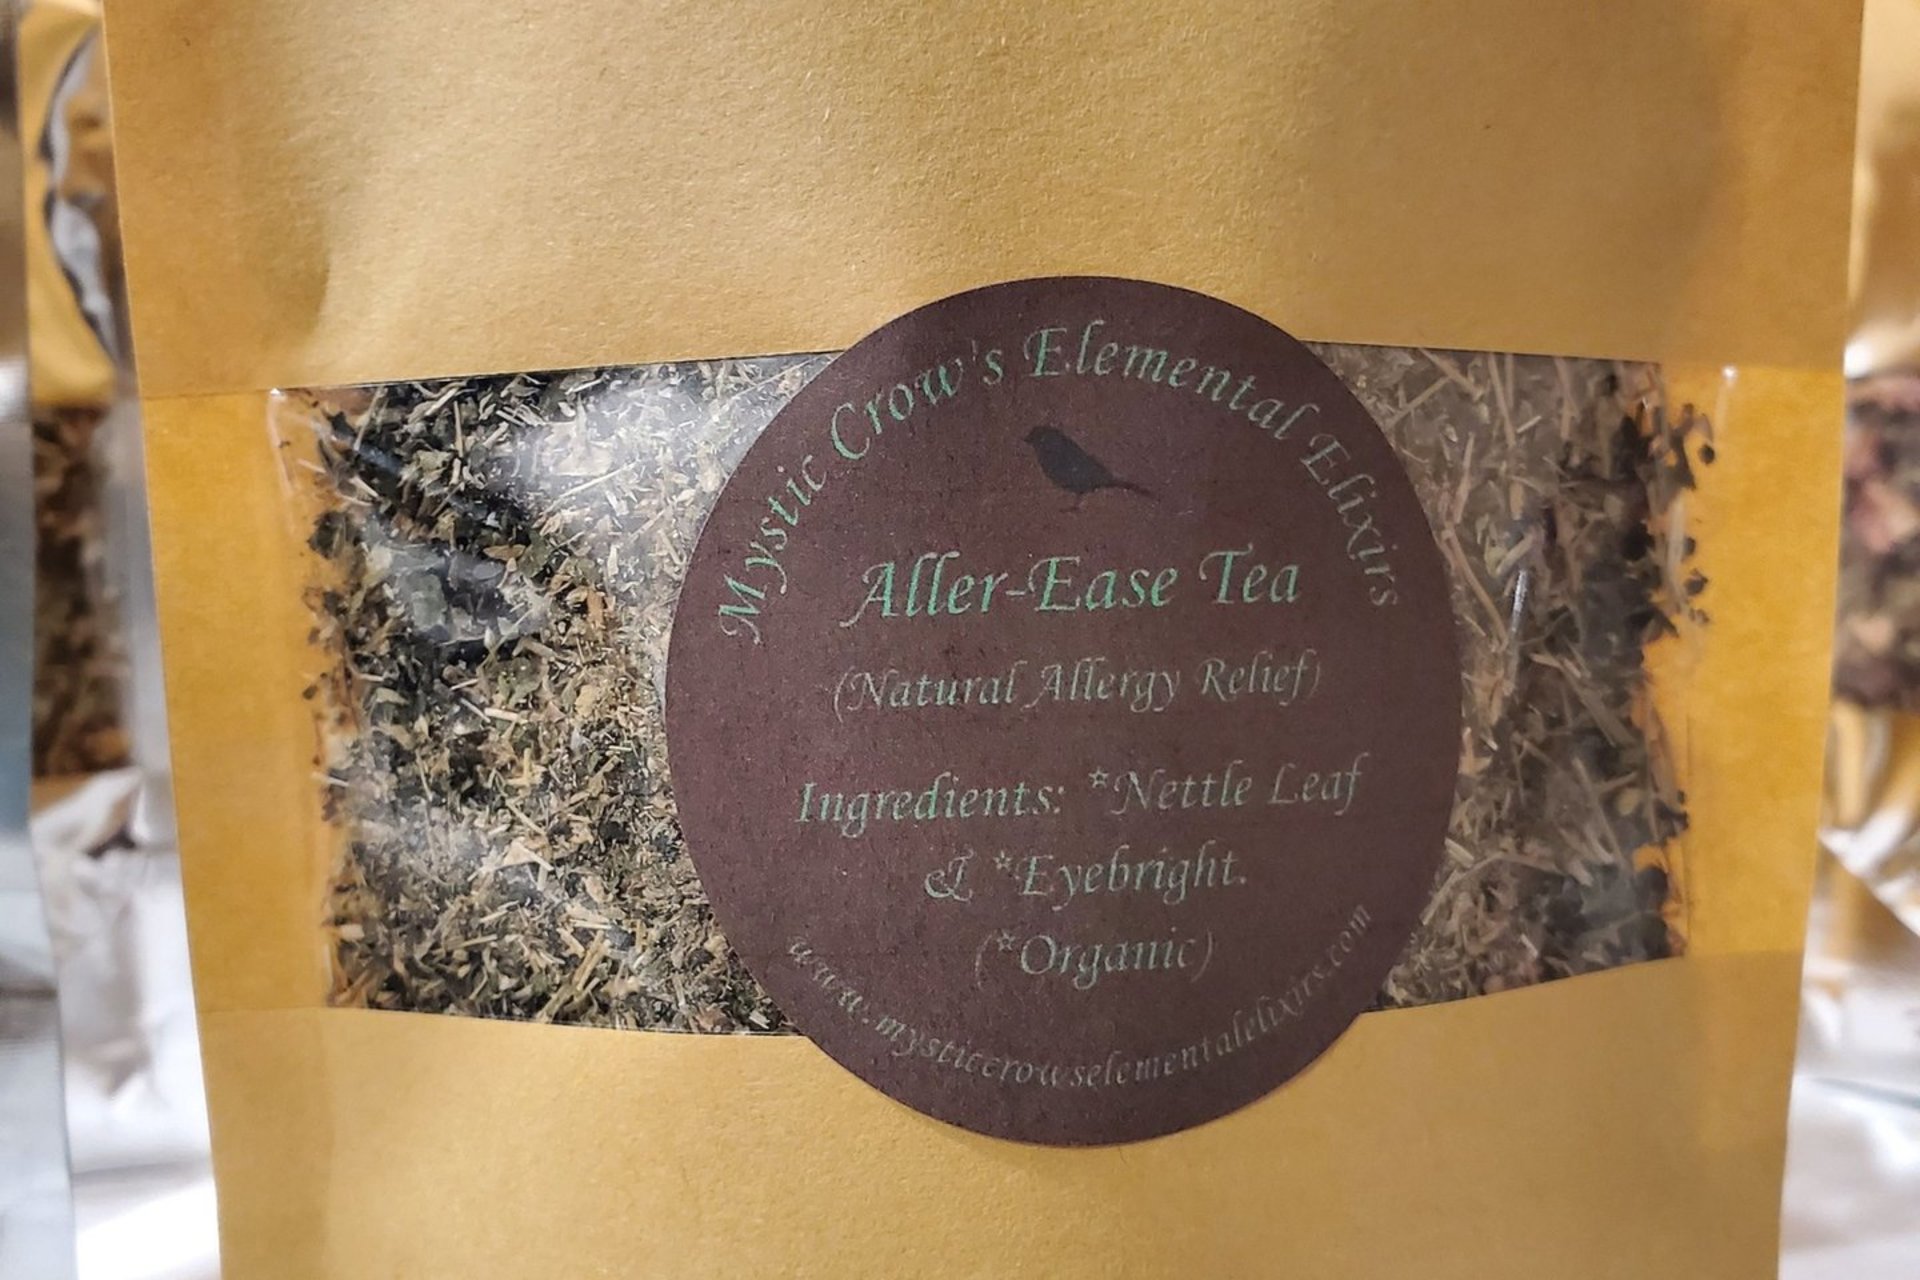 Mystic Crow's Elemental Elixirs
Aller-Ease Tea
(Natural Allergy Relief)
Ingredients: *Nettle Leaf
& *Eyebright.
(*Organic)
www.mysticcrowselementalelixirs.com